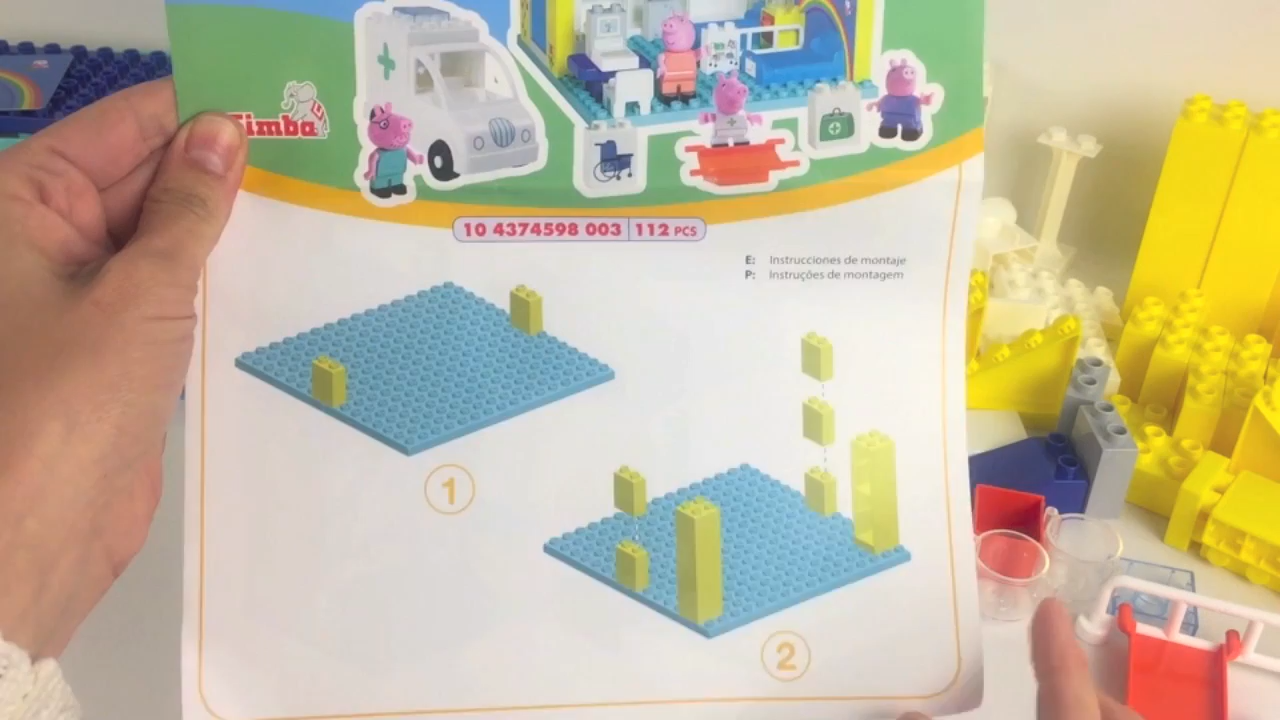 Simba
10 4374598 003 | 112 PCS
E: Instrucciones de montaje
P: Instruções de montagem
1
2